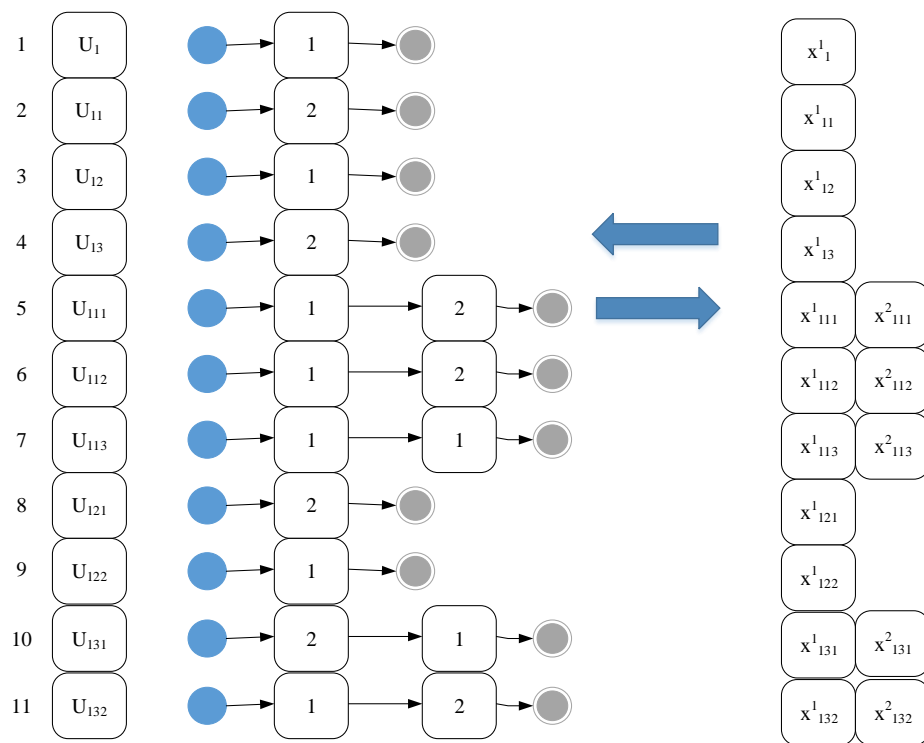 1 U₁ 1 x¹₁
2 U₁₁ 2 x¹₁₁
3 U₁₂ 1 x¹₁₂
4 U₁₃ 2 x¹₁₃
5 U₁₁₁ 1 2 x¹₁₁₁ x²₁₁₁
6 U₁₁₂ 1 2 x¹₁₁₂ x²₁₁₂
7 U₁₁₃ 1 1 x¹₁₁₃ x²₁₁₃
8 U₁₂₁ 2 x¹₁₂₁
9 U₁₂₂ 1 x¹₁₂₂
10 U₁₃₁ 2 1 x¹₁₃₁ x²₁₃₁
11 U₁₃₂ 1 2 x¹₁₃₂ x²₁₃₂